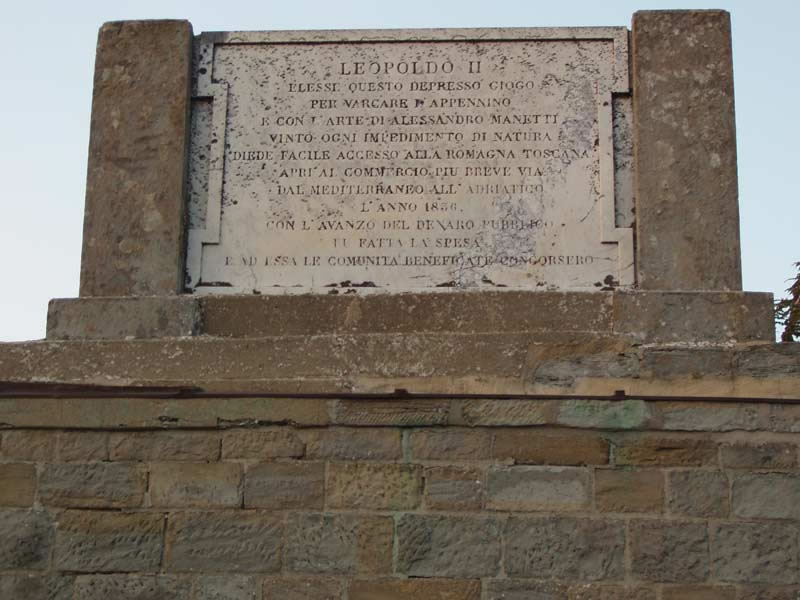 LEOPOLDO II
ELESSE QUESTO DEPRESSO GIOGO
PER VARCARE L'APPENNINO
E CON L'ARTE DI ALESSANDRO MANETTI
VINTO OGNI IMPEDIMENTO DI NATURA
DIEDE FACILE ACCESSO ALLA ROMAGNA TOSCANA
APRÌ AL COMMERCIO PIÙ BREVE VIA
DAL MEDITERRANEO ALL'ADRIATICO
L'ANNO 1836.
CON L'AVANZO DEL DENARO PUBBLICO
FU FATTA LA SPESA
E AD ESSA LE COMUNITÀ BENEFICATE CONCORSERO